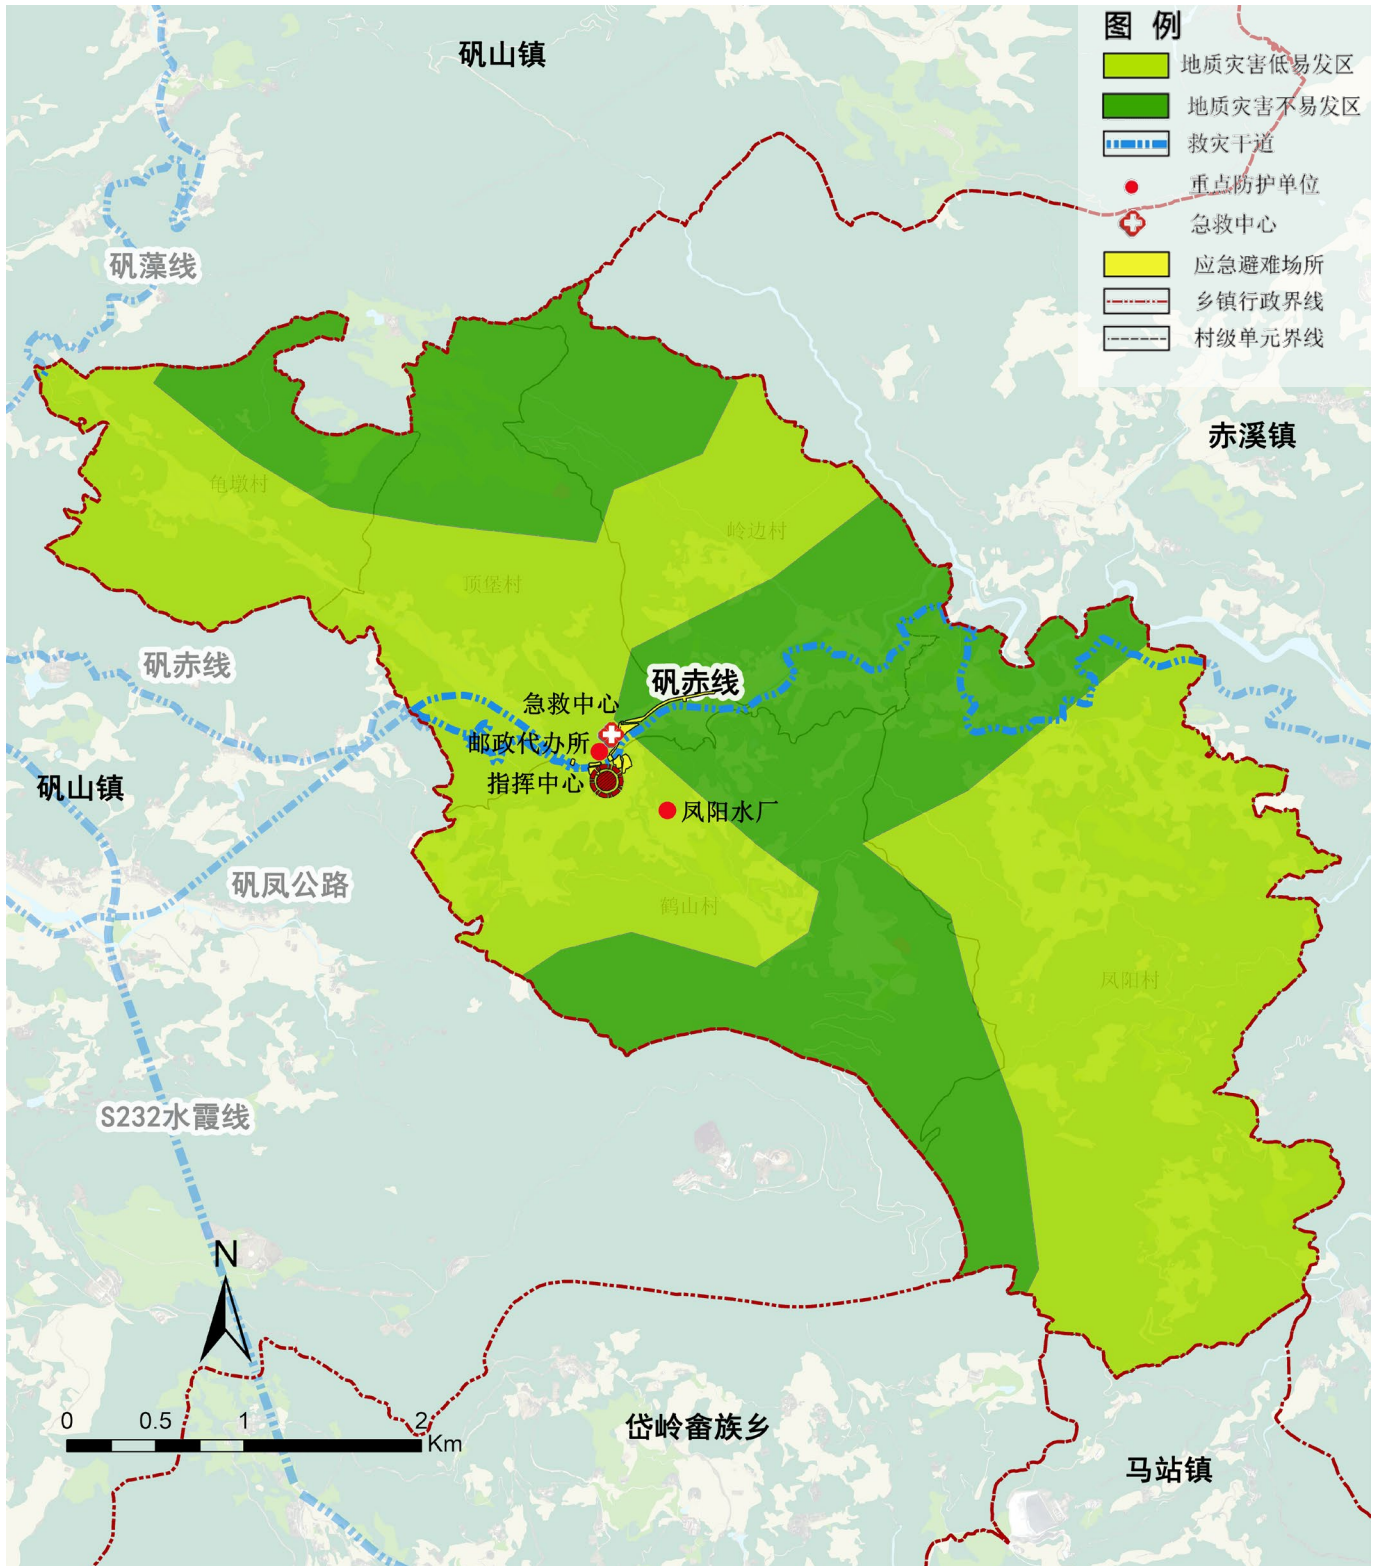 矾山镇
图 例
地质灾害低易发区
地质灾害不易发区
救灾干道
重点防护单位
急救中心
应急避难场所
乡镇行政界线
村级单元界线
矾藻线
赤溪镇
龟墩村
岭边村
顶堡村
矾赤线
矾赤线
急救中心
邮政代办所
指挥中心
矾山镇
凤阳水厂
矾凤公路
鹤山村
凤阳村
S232水霞线
N
0 0.5 1 2
Km
岱岭畲族乡
马站镇